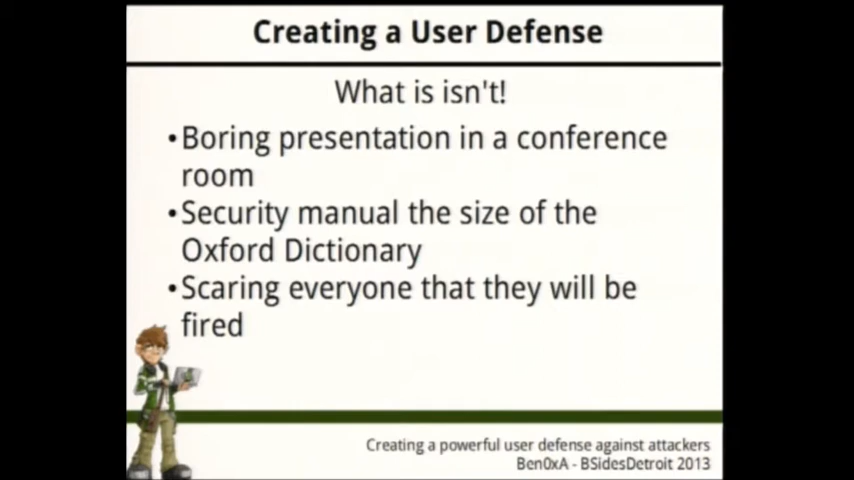 Creating a User Defense
What is isn't!
•Boring presentation in a conference
room
•Security manual the size of the
Oxford Dictionary
•Scaring everyone that they will be
fired
Creating a powerful user defense against attackers
Ben0xA - BSidesDetroit 2013